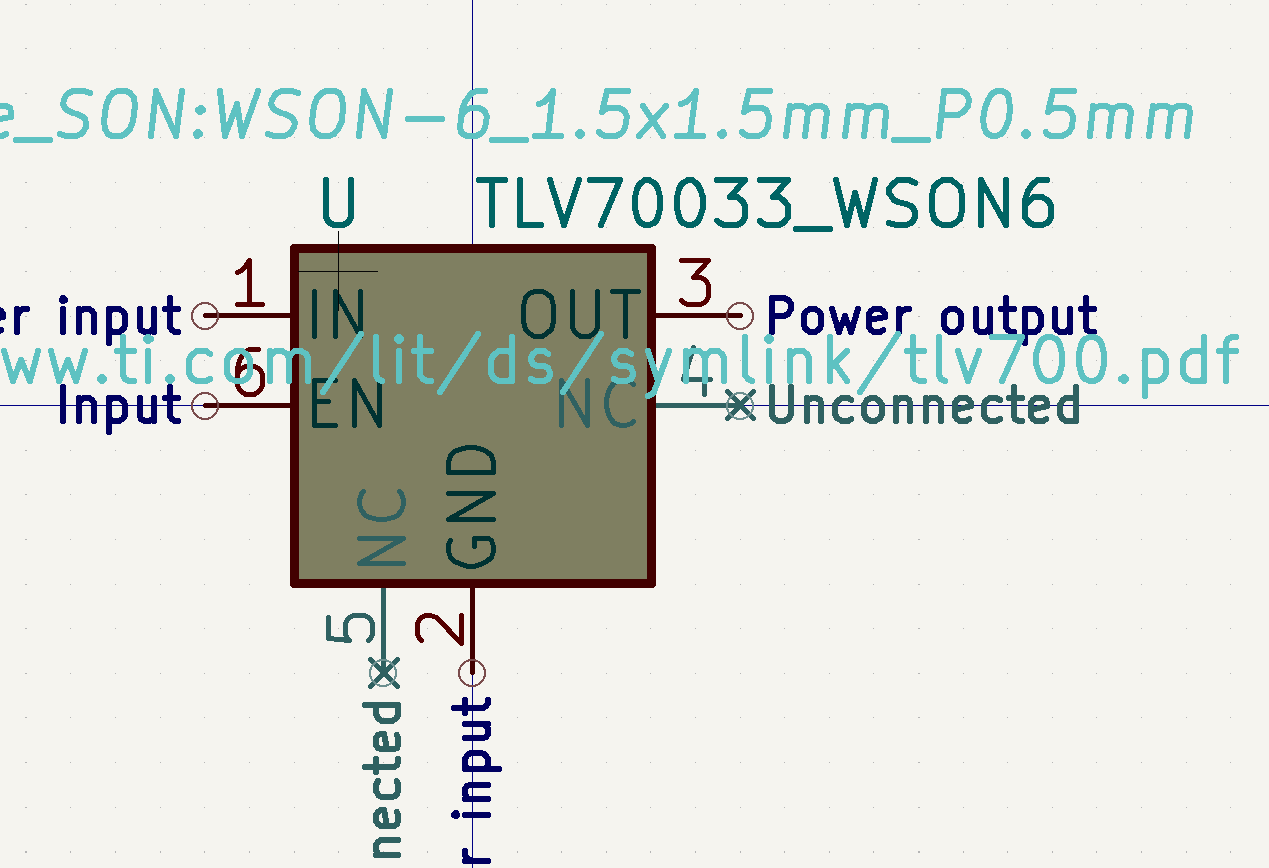 e_SON:WSON-6_1.5x1.5mm_P0.5mm
U TLV70033_WSON6
1 3
er input IN OUT Power output
ww.ti.com/lit/ds/symlink/tlv700.pdf
6 4
Input EN NC Unconnected
NC GND
5 2
nected r input